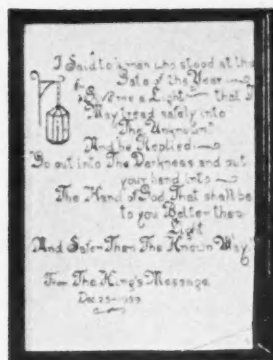 I Said to a man who stood at the
Gate of the Year
Give me a Light that I
May tread safely into
The Unknown"
And he Replied
"Go out into The Darkness and put
your hand into
The Hand of God. That shall be
to you Better than
Light
And Safer Than The Known Way.
From The King's Message
Dec 25-1939